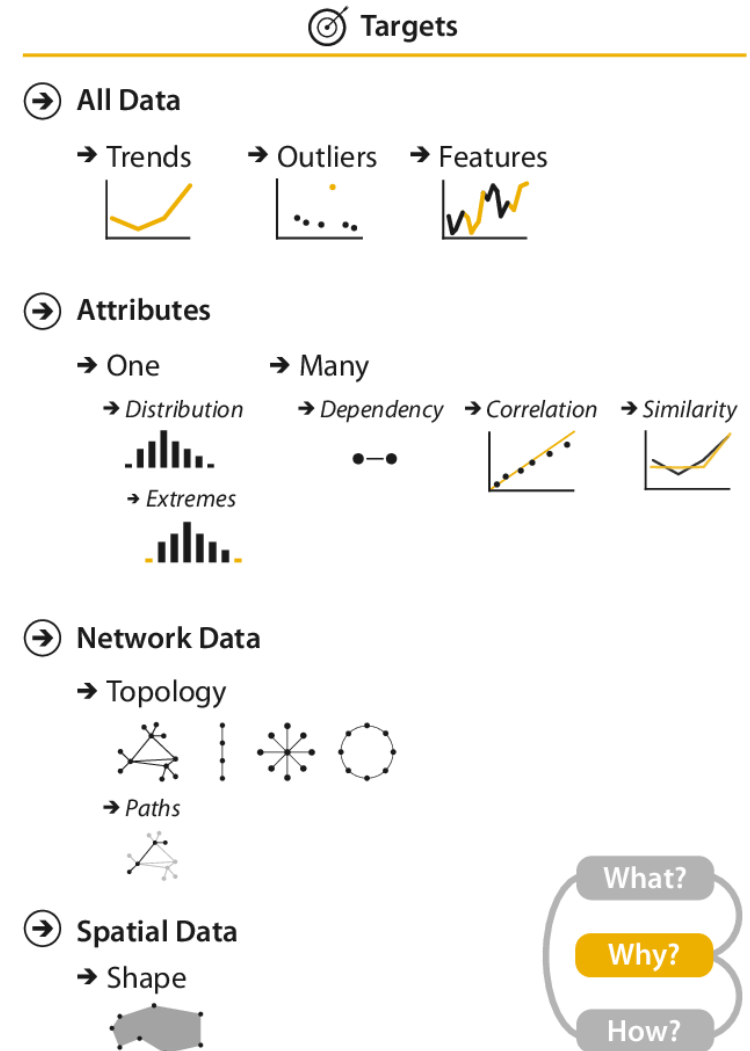 Targets
All Data
Trends
Outliers
Features
Attributes
One
Many
Distribution
Dependency
Correlation
Similarity
Extremes
Network Data
Topology
Paths
What?
Spatial Data
Why?
Shape
How?